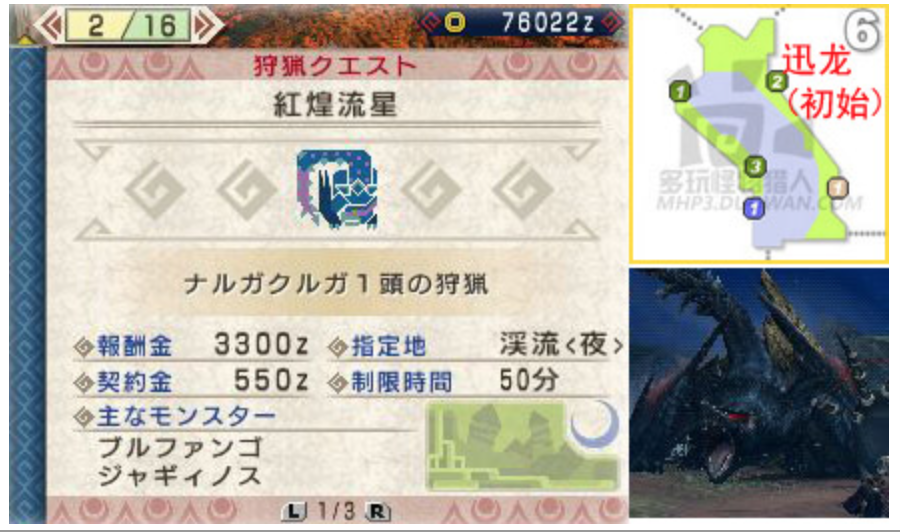 2/16
76022z
狩猟クエスト
紅煌流星
ナルガクルガ1頭の狩猟
報酬金 3300z 指定地 渓流<夜>
契約金 550z 制限時間 50分
主なモンスター
ブルファンゴ
ジャギィノス
L 1/3 R
6
迅龙
(初始)
1
2
3
1
1
多玩怪物猎人
MHP3.DUOWAN.COM